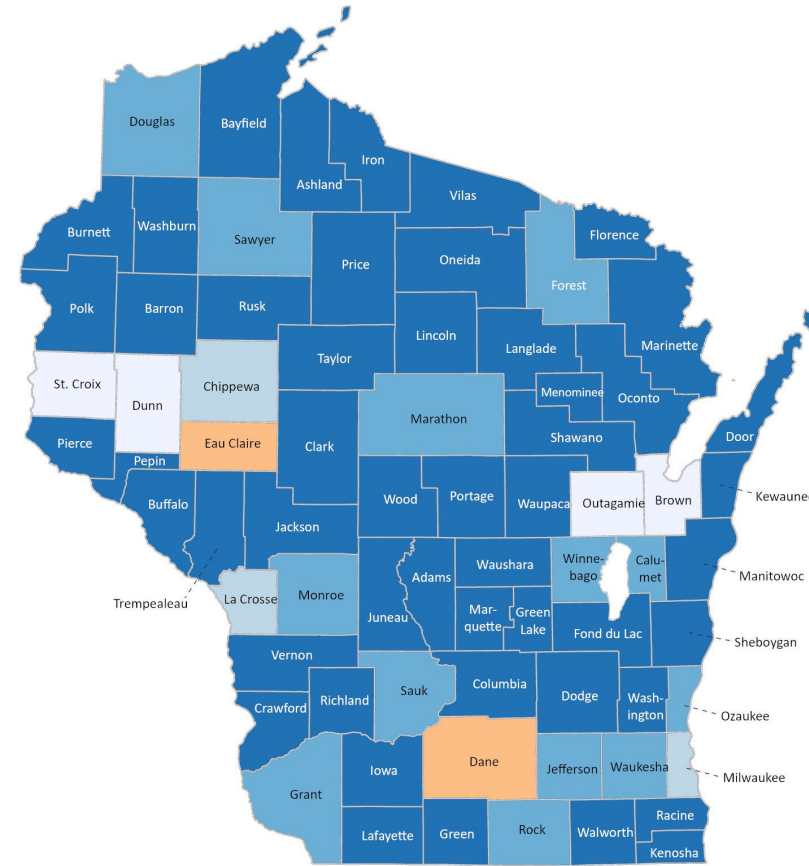 Douglas
Bayfield
Iron
Ashland
Vilas
Florence
Burnett
Washburn
Sawyer
Price
Oneida
Forest
Polk
Barron
Rusk
Lincoln
Langlade
Marinette
Taylor
St. Croix
Dunn
Chippewa
Menominee
Oconto
Marathon
Eau Claire
Clark
Shawano
Door
Pierce
Pepin
Buffalo
Wood
Portage
Waupaca
Outagamie
Brown
Kewaune
Jackson
Trempealeau
La Crosse
Monroe
Juneau
Adams
Waushara
Winne-
bago
Calu-
met
Manitowoc
Mar-
quette
Green
Lake
Fond du Lac
Sheboygan
Vernon
Crawford
Richland
Sauk
Columbia
Dodge
Wash-
ington
Ozaukee
Grant
Iowa
Dane
Jefferson
Waukesha
Milwaukee
Lafayette
Green
Rock
Walworth
Racine
Kenosha